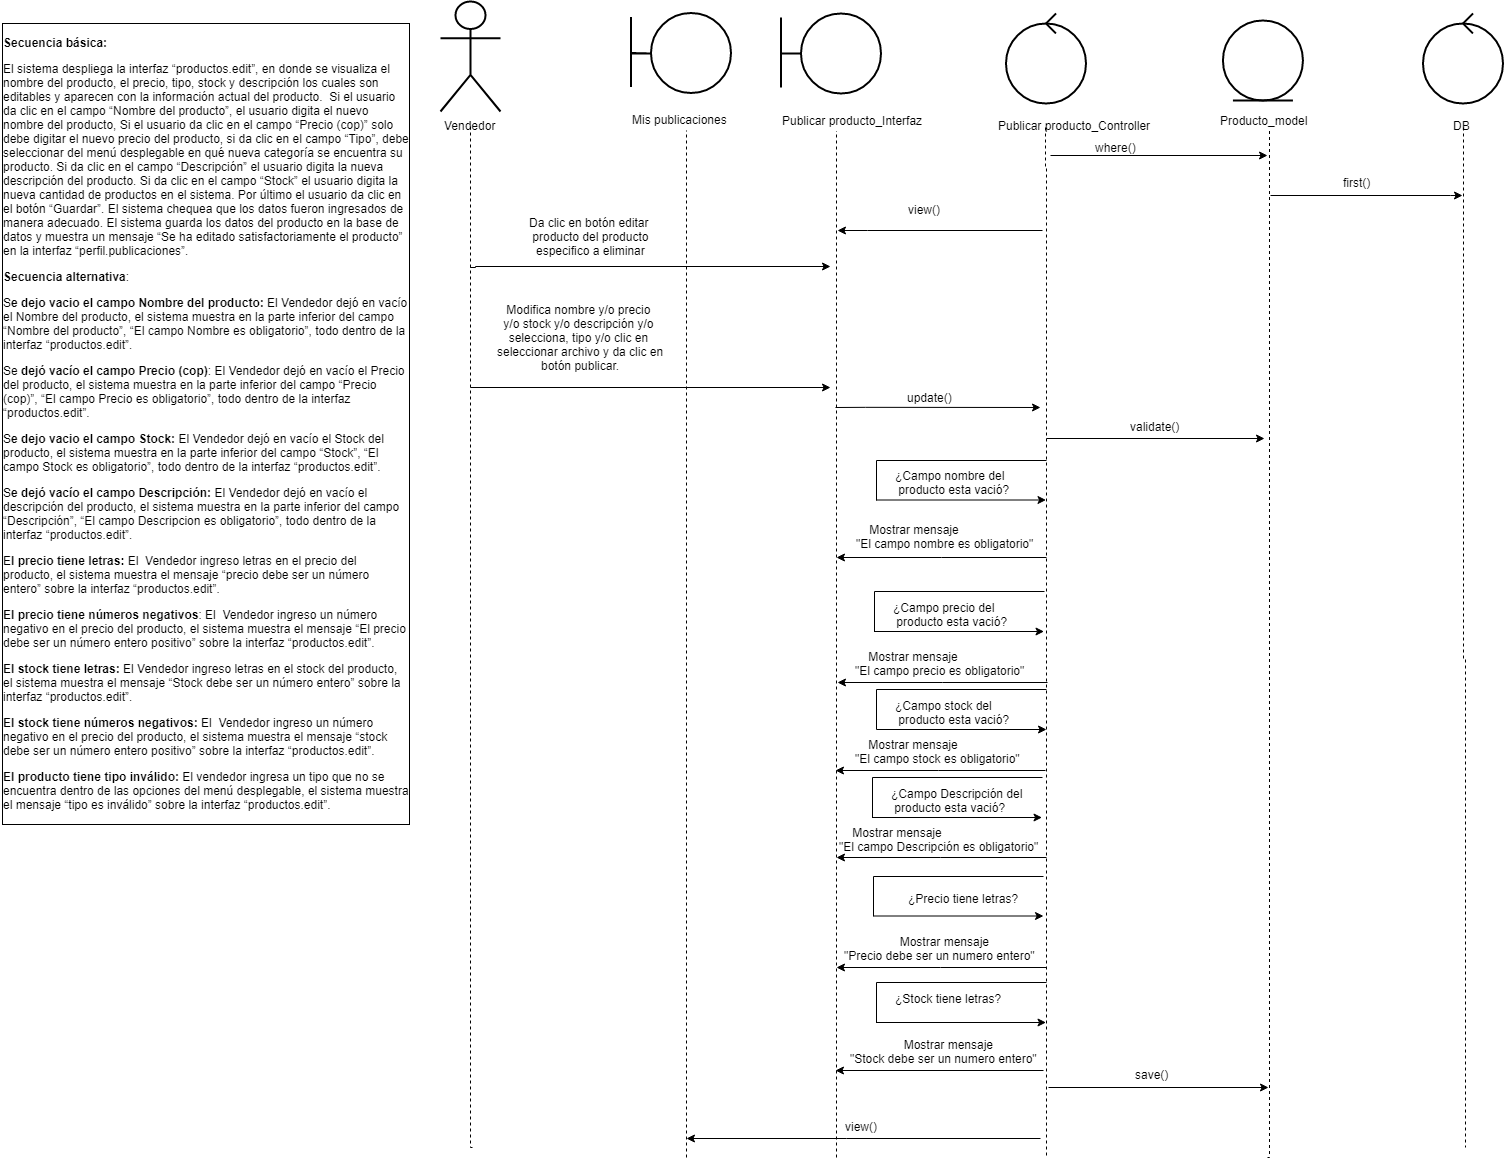 Secuencia básica:
El sistema despliega la interfaz “productos.edit”, en donde se visualiza el
nombre del producto, el precio, tipo, stock y descripción los cuales son
editables y aparecen con la información actual del producto.  Si el usuario
da clic en el campo “Nombre del producto”, el usuario digita el nuevo
nombre del producto, Si el usuario da clic en el campo “Precio (cop)” solo
debe digitar el nuevo precio del producto, si da clic en el campo “Tipo”, debe
seleccionar del menú desplegable en qué nueva categoría se encuentra su
producto. Si da clic en el campo “Descripción” el usuario digita la nueva
descripción del producto. Si da clic en el campo “Stock” el usuario digita la
nueva cantidad de productos en el sistema. Por último el usuario da clic en
el botón “Guardar”. El sistema chequea que los datos fueron ingresados de
manera adecuado. El sistema guarda los datos del producto en la base de
datos y muestra un mensaje “Se ha editado satisfactoriamente el producto”
en la interfaz “perfil.publicaciones”.
Secuencia alternativa:
Se dejo vacio el campo Nombre del producto: El Vendedor dejó en vacío
el Nombre del producto, el sistema muestra en la parte inferior del campo
“Nombre del producto”, “El campo Nombre es obligatorio”, todo dentro de la
interfaz “productos.edit”.
Se dejó vacío el campo Precio (cop): El Vendedor dejó en vacío el Precio
del producto, el sistema muestra en la parte inferior del campo “Precio
(cop)”, “El campo Precio es obligatorio”, todo dentro de la interfaz
“productos.edit”.
Se dejo vacio el campo Stock: El Vendedor dejó en vacío el Stock del
producto, el sistema muestra en la parte inferior del campo “Stock”, “El
campo Stock es obligatorio”, todo dentro de la interfaz “productos.edit”.
Se dejó vacío el campo Descripción: El Vendedor dejó en vacío el
descripción del producto, el sistema muestra en la parte inferior del campo
“Descripción”, “El campo Descripcion es obligatorio”, todo dentro de la
interfaz “productos.edit”.
El precio tiene letras: El  Vendedor ingreso letras en el precio del
producto, el sistema muestra el mensaje “precio debe ser un número
entero” sobre la interfaz “productos.edit”.
El precio tiene números negativos: El  Vendedor ingreso un número
negativo en el precio del producto, el sistema muestra el mensaje “El precio
debe ser un número entero positivo” sobre la interfaz “productos.edit”.
El stock tiene letras: El Vendedor ingreso letras en el stock del producto,
el sistema muestra el mensaje “Stock debe ser un número entero” sobre la
interfaz “productos.edit”.
El stock tiene números negativos: El  Vendedor ingreso un número
negativo en el precio del producto, el sistema muestra el mensaje “stock
debe ser un número entero positivo” sobre la interfaz “productos.edit”.
El producto tiene tipo inválido: El vendedor ingresa un tipo que no se
encuentra dentro de las opciones del menú desplegable, el sistema muestra
el mensaje “tipo es inválido” sobre la interfaz “productos.edit”.
Vendedor
Mis publicaciones
Publicar producto_Interfaz
Publicar producto_Controller
Producto_model
DB
where()
first()
view()
Da clic en botón editar
producto del producto
especifico a eliminar
Modifica nombre y/o precio
y/o stock y/o descripción y/o
selecciona, tipo y/o clic en
seleccionar archivo y da clic en
botón publicar.
update()
validate()
¿Campo nombre del
producto esta vació?
Mostrar mensaje
"El campo nombre es obligatorio"
¿Campo precio del
producto esta vació?
Mostrar mensaje
"El campo precio es obligatorio"
¿Campo stock del
producto esta vació?
Mostrar mensaje
"El campo stock es obligatorio"
¿Campo Descripción del
producto esta vació?
Mostrar mensaje
"El campo Descripción es obligatorio"
¿Precio tiene letras?
Mostrar mensaje
"Precio debe ser un numero entero"
¿Stock tiene letras?
Mostrar mensaje
"Stock debe ser un numero entero"
save()
view()